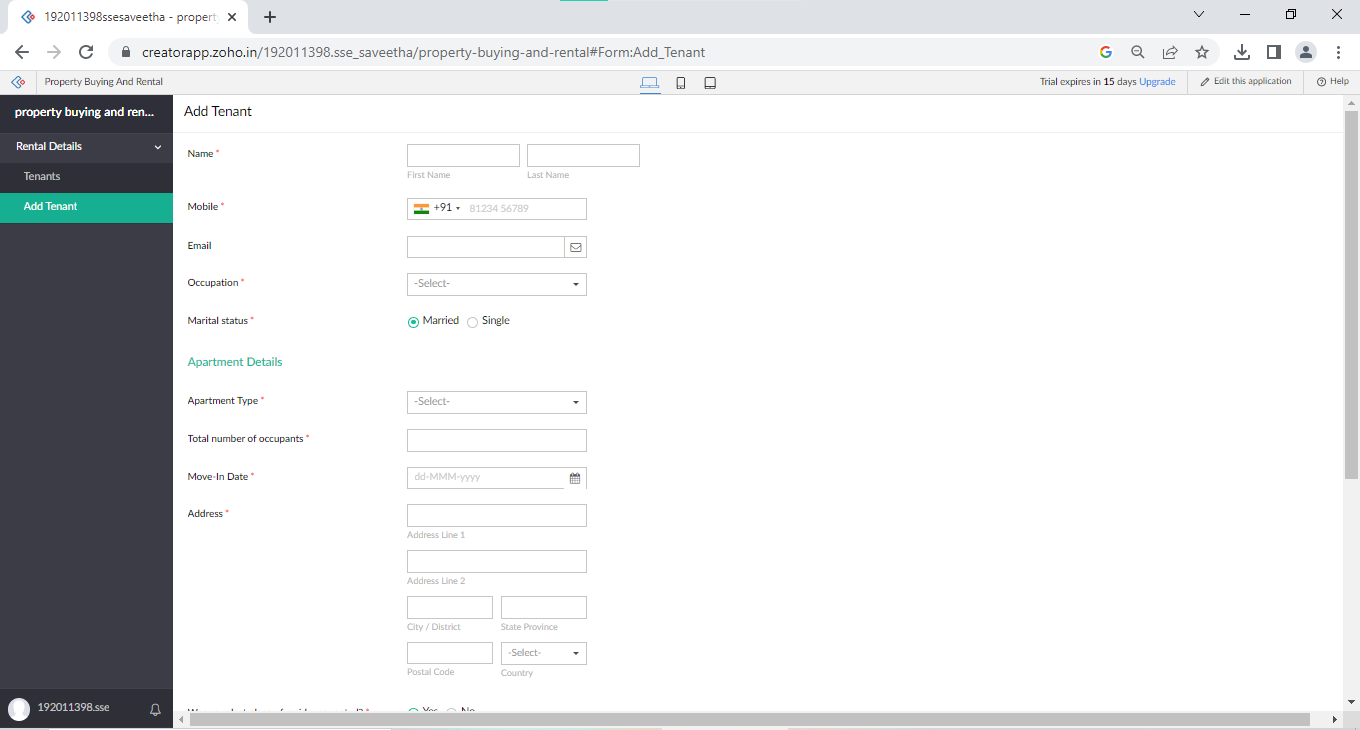 192011398ssesaveetha - propert
creatorapp.zoho.in/192011398.sse_saveetha/property-buying-and-rental#Form:Add_Tenant
Property Buying And Rental
Trial expires in 15 days Upgrade
Edit this application
Help
property buying and ren...
Rental Details
Tenants
Add Tenant
192011398.sse
Add Tenant
Name *
First Name
Last Name
Mobile *
+91
81234 56789
Email
Occupation *
-Select-
Marital status *
Married
Single
Apartment Details
Apartment Type *
-Select-
Total number of occupants *
Move-In Date *
dd-MMM-yyyy
Address *
Address Line 1
Address Line 2
City / District
State Province
Postal Code
-Select-
Country
Yes
No